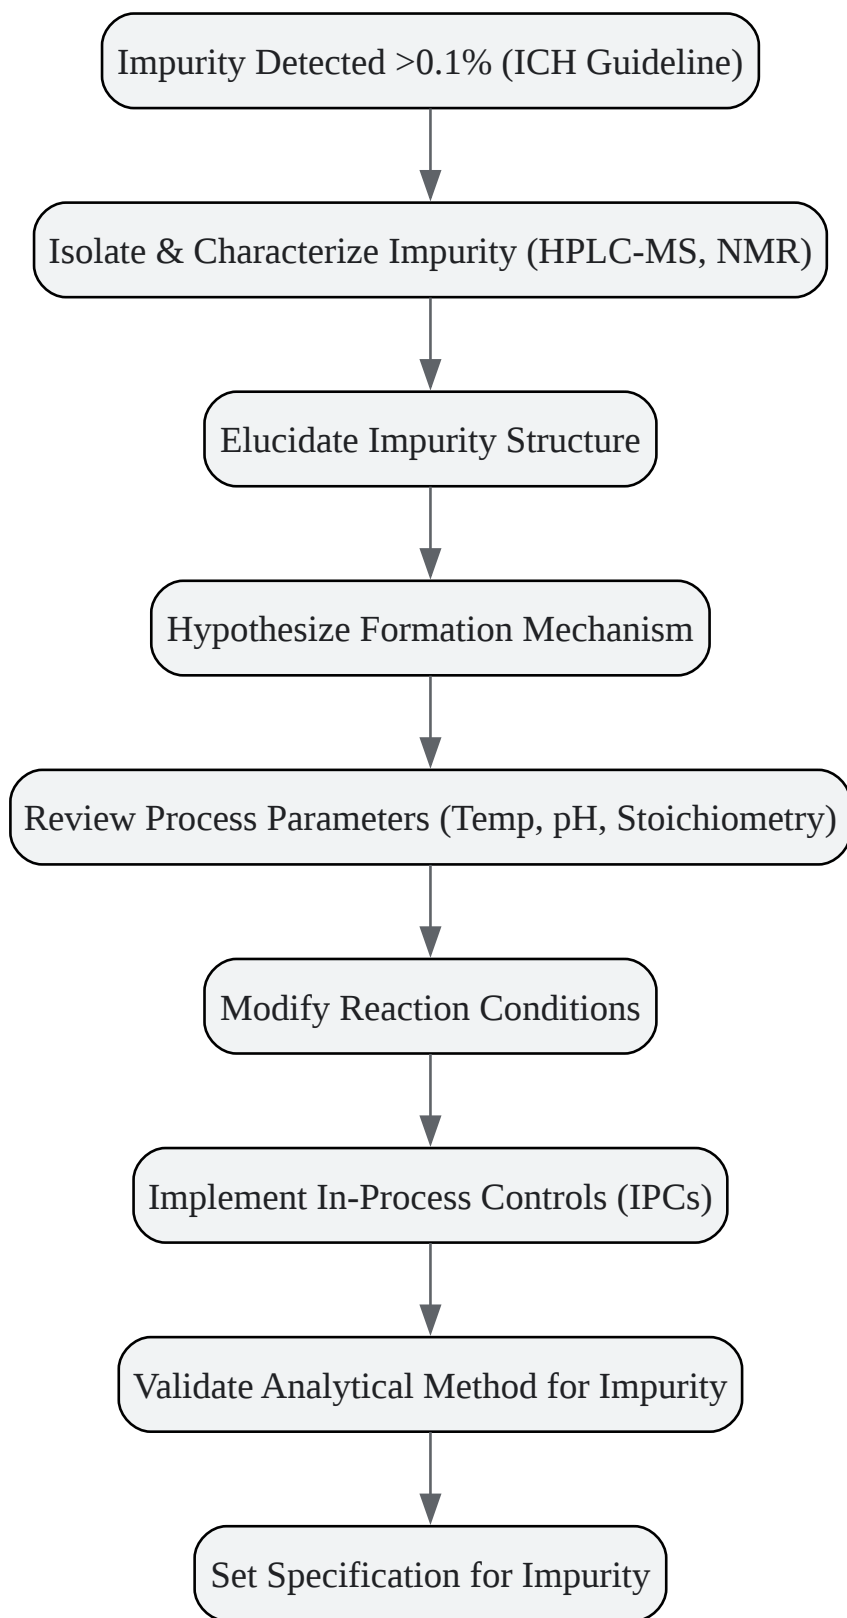 Impurity Detected >0.1% (ICH Guideline)
Isolate & Characterize Impurity (HPLC-MS, NMR)
Elucidate Impurity Structure
Hypothesize Formation Mechanism
Review Process Parameters (Temp, pH, Stoichiometry)
Modify Reaction Conditions
Implement In-Process Controls (IPCs)
Validate Analytical Method for Impurity
Set Specification for Impurity